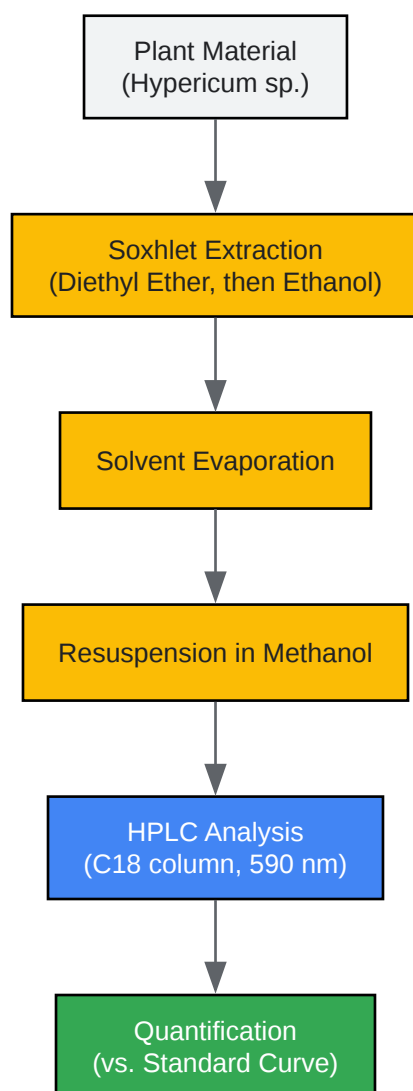 Plant Material
(Hypericum sp.)
Soxhlet Extraction
(Diethyl Ether, then Ethanol)
Solvent Evaporation
Resuspension in Methanol
HPLC Analysis
(C18 column, 590 nm)
Quantification
(vs. Standard Curve)